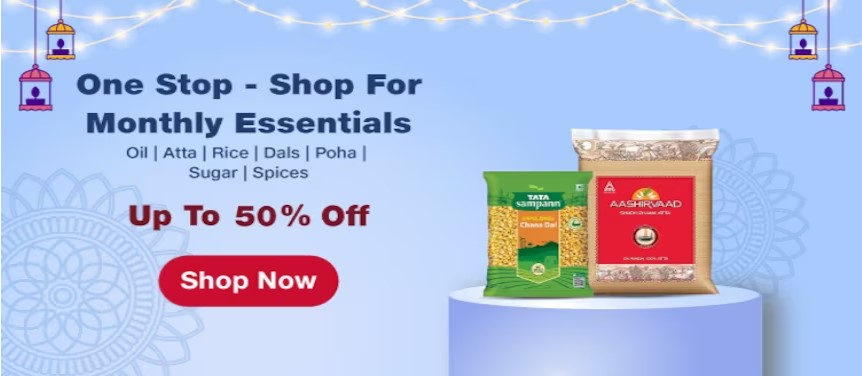 One Stop - Shop For
Monthly Essentials
Oil | Atta | Rice | Dals | Poha |
Sugar | Spices
Up To 50% Off
Shop Now
TATA
sampann
Chana Dal
AASHIRVAAD